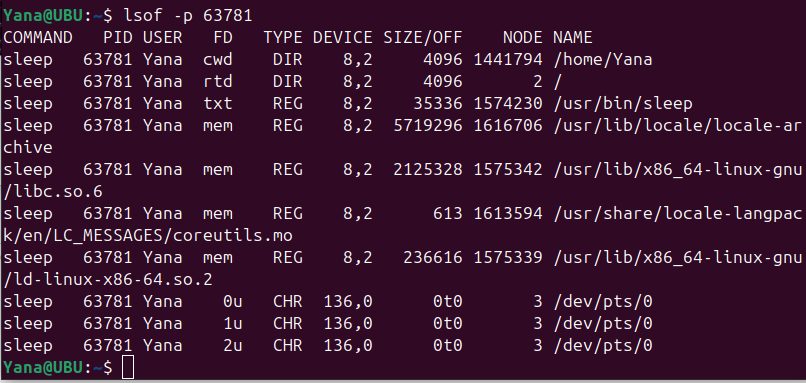 Yana@UBU:~$ lsof -p 63781
COMMAND   PID USER   FD   TYPE DEVICE SIZE/OFF    NODE NAME
sleep   63781 Yana  cwd    DIR    8,2     4096 1441794 /home/Yana
sleep   63781 Yana  rtd    DIR    8,2     4096       2 /
sleep   63781 Yana  txt    REG    8,2    35336 1574230 /usr/bin/sleep
sleep   63781 Yana  mem    REG    8,2  5719296 1616706 /usr/lib/locale/locale-ar
chive
sleep   63781 Yana  mem    REG    8,2  2125328 1575342 /usr/lib/x86_64-linux-gnu
/libc.so.6
sleep   63781 Yana  mem    REG    8,2      613 1613594 /usr/share/locale-langpac
k/en/LC_MESSAGES/coreutils.mo
sleep   63781 Yana  mem    REG    8,2   236616 1575339 /usr/lib/x86_64-linux-gnu
/ld-linux-x86-64.so.2
sleep   63781 Yana    0u   CHR  136,0      0t0       3 /dev/pts/0
sleep   63781 Yana    1u   CHR  136,0      0t0       3 /dev/pts/0
sleep   63781 Yana    2u   CHR  136,0      0t0       3 /dev/pts/0
Yana@UBU:~$